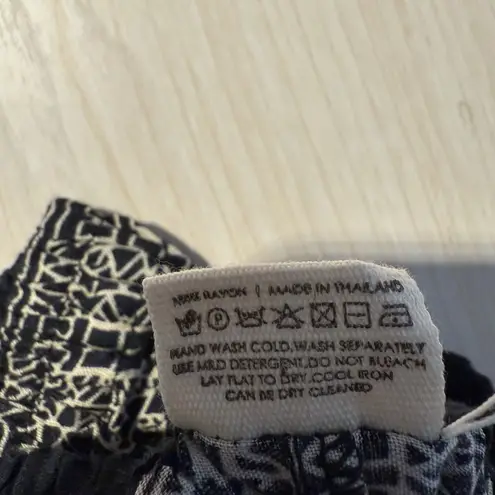 RAYON | MADE IN THAILAND
HAND WASH COLD.WASH SEPARATELY
USE MILD DETERGENT.DO NOT BLEACH
LAY FLAT TO DRY.COOL IRON
CAN BE DRY CLEANED